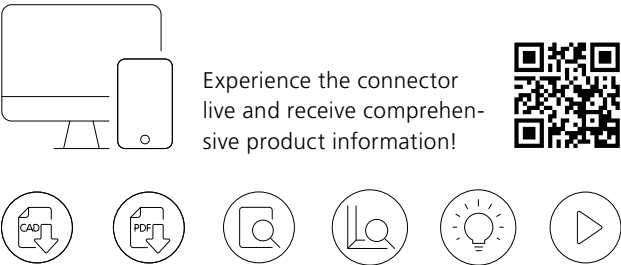 Experience the connector
live and receive comprehen-
sive product information!
CAD
PDF